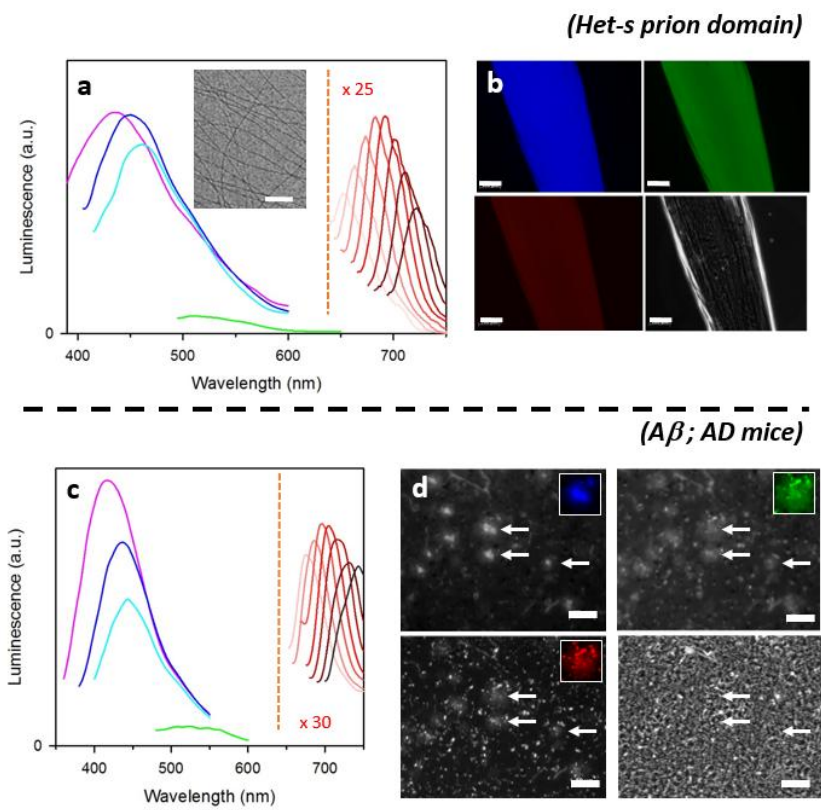 (Het-s prion domain)
a
x 25
b
Luminescence (a.u.)
0
400 500 600 700
Wavelength (nm)
(Aβ; AD mice)
c
x 30
d
Luminescence (a.u.)
0
400 500 600 700
Wavelength (nm)